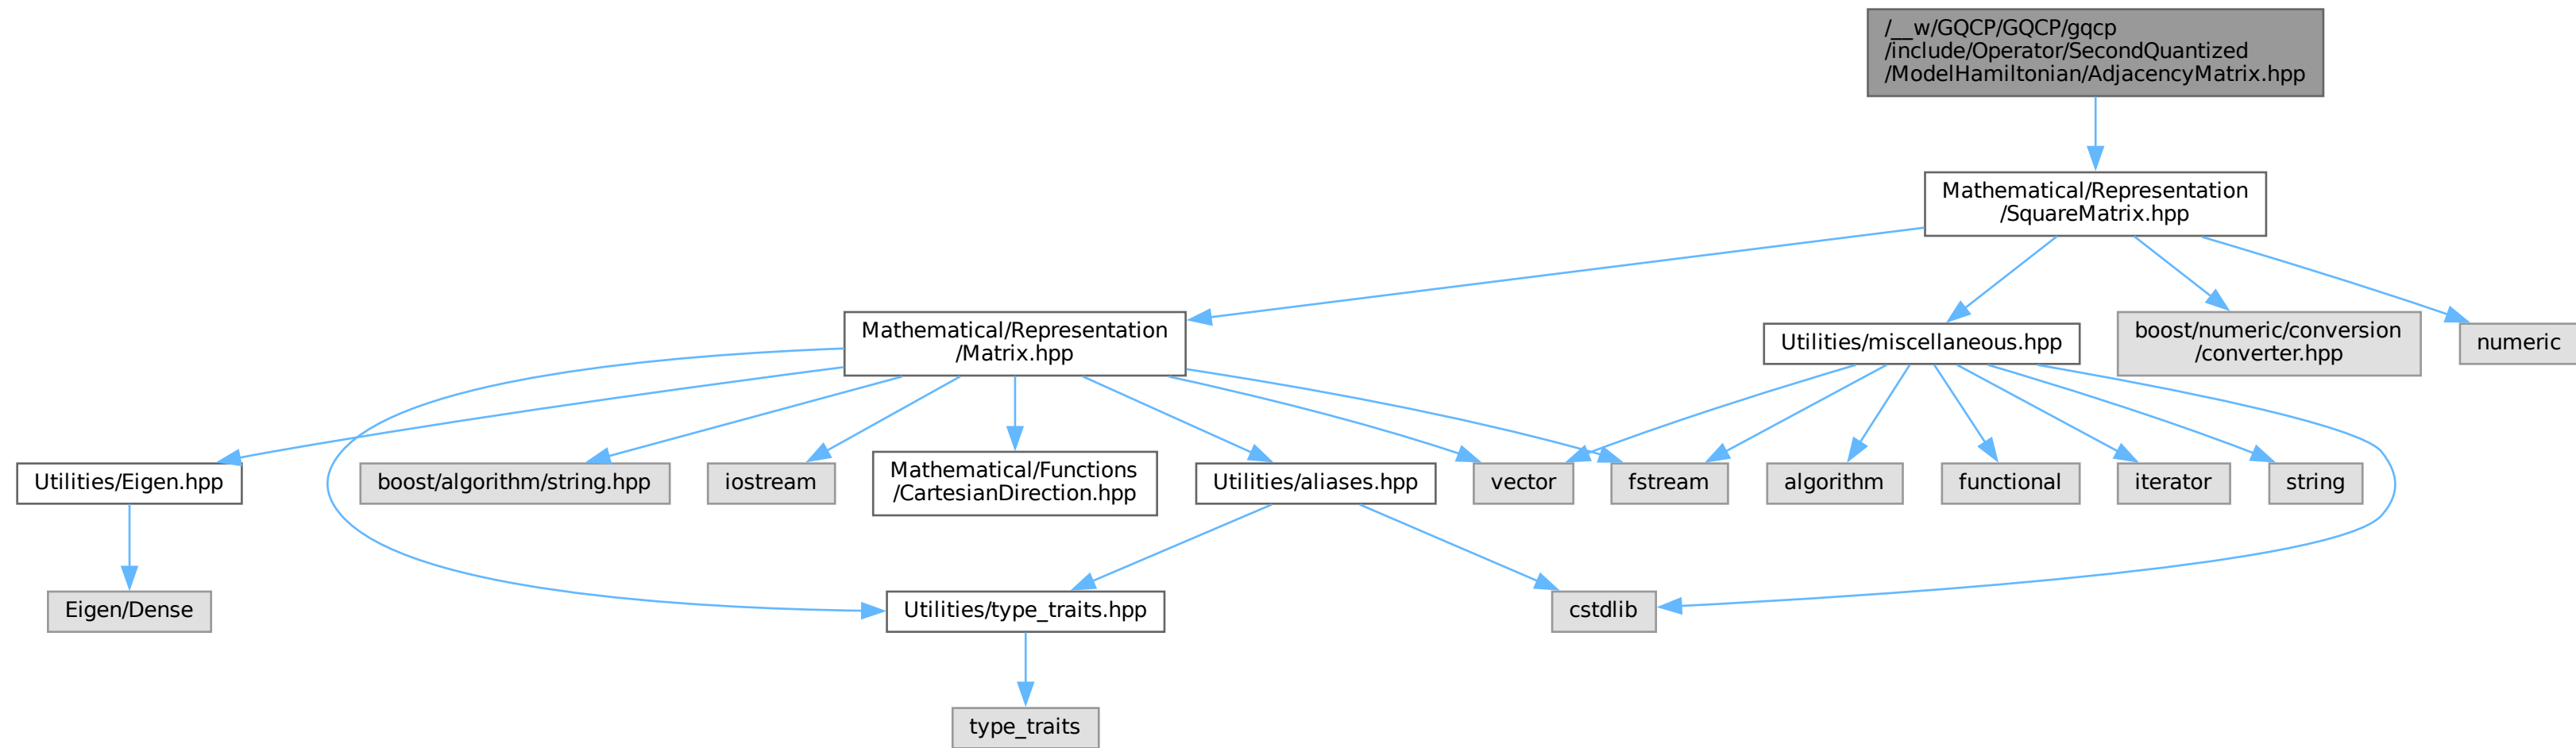 /__w/GQCP/GQCP/gqcp
/include/Operator/SecondQuantized
/ModelHamiltonian/AdjacencyMatrix.hpp
Mathematical/Representation
/SquareMatrix.hpp
Mathematical/Representation
/Matrix.hpp
Utilities/miscellaneous.hpp
boost/numeric/conversion
/converter.hpp
numeric
Utilities/Eigen.hpp
boost/algorithm/string.hpp
iostream
Mathematical/Functions
/CartesianDirection.hpp
Utilities/aliases.hpp
vector
fstream
algorithm
functional
iterator
string
Eigen/Dense
Utilities/type_traits.hpp
cstdlib
type_traits